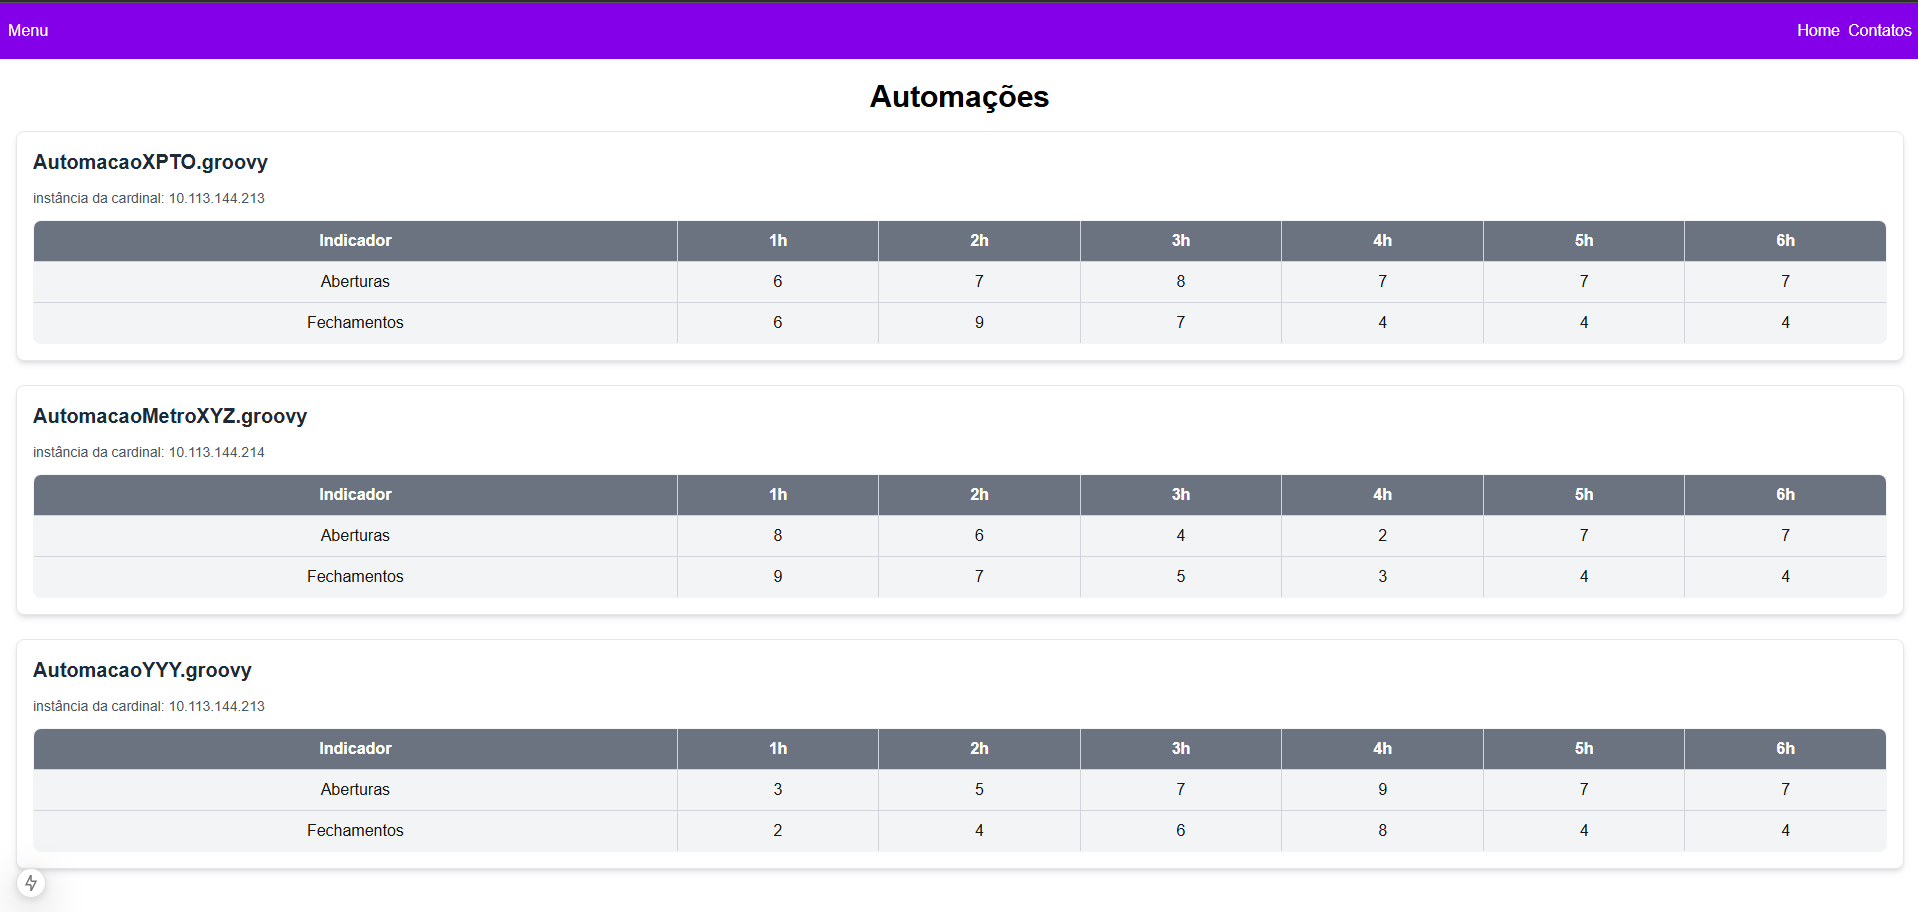 Menu Home Contatos
Automações
AutomacaoXPTO.groovy
instância da cardinal: 10.113.144.213
Indicador 1h 2h 3h 4h 5h 6h
Aberturas 6 7 8 7 7 7
Fechamentos 6 9 7 4 4 4
AutomacaoMetroXYZ.groovy
instância da cardinal: 10.113.144.214
Indicador 1h 2h 3h 4h 5h 6h
Aberturas 8 6 4 2 7 7
Fechamentos 9 7 5 3 4 4
AutomacaoYYY.groovy
instância da cardinal: 10.113.144.213
Indicador 1h 2h 3h 4h 5h 6h
Aberturas 3 5 7 9 7 7
Fechamentos 2 4 6 8 4 4